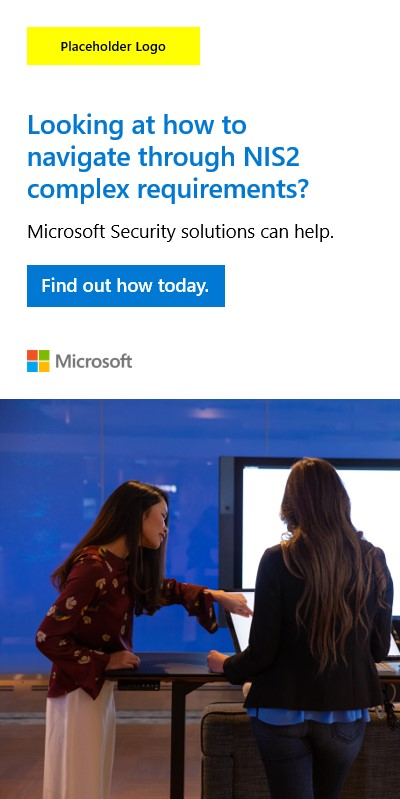 Placeholder Logo
Looking at how to
navigate through NIS2
complex requirements?
Microsoft Security solutions can help.
Find out how today.
Microsoft